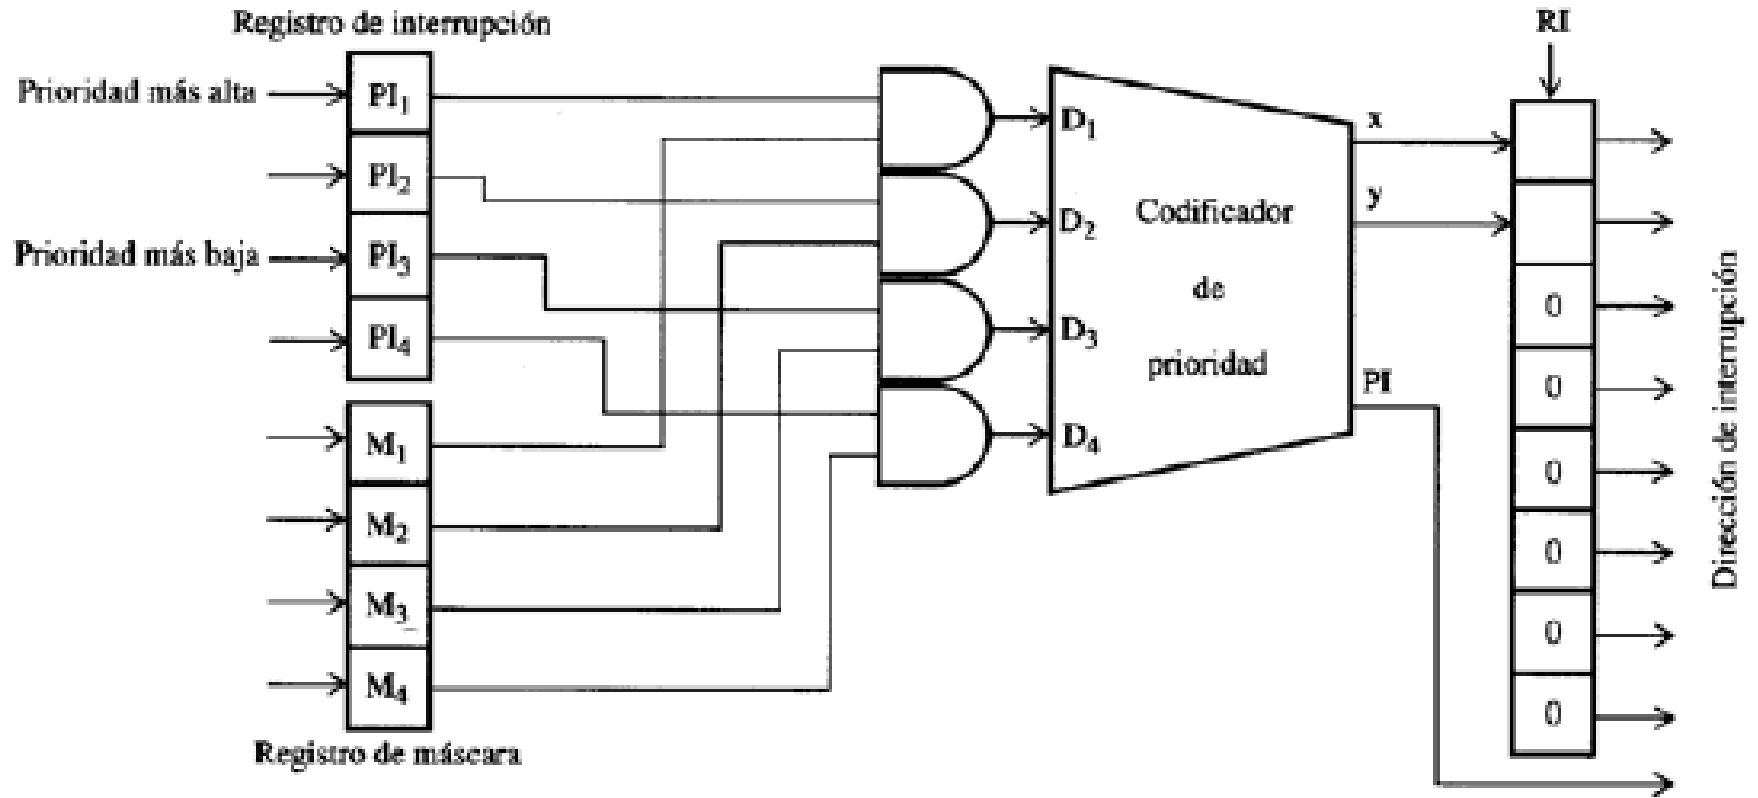 Registro de interrupción
Prioridad más alta
PI1
PI2
Prioridad más baja
PI3
PI4
M1
M2
M3
M4
Registro de máscara
D1
D2
D3
D4
Codificador
de
prioridad
x
y
PI
RI
0
0
0
0
0
0
Dirección de interrupción